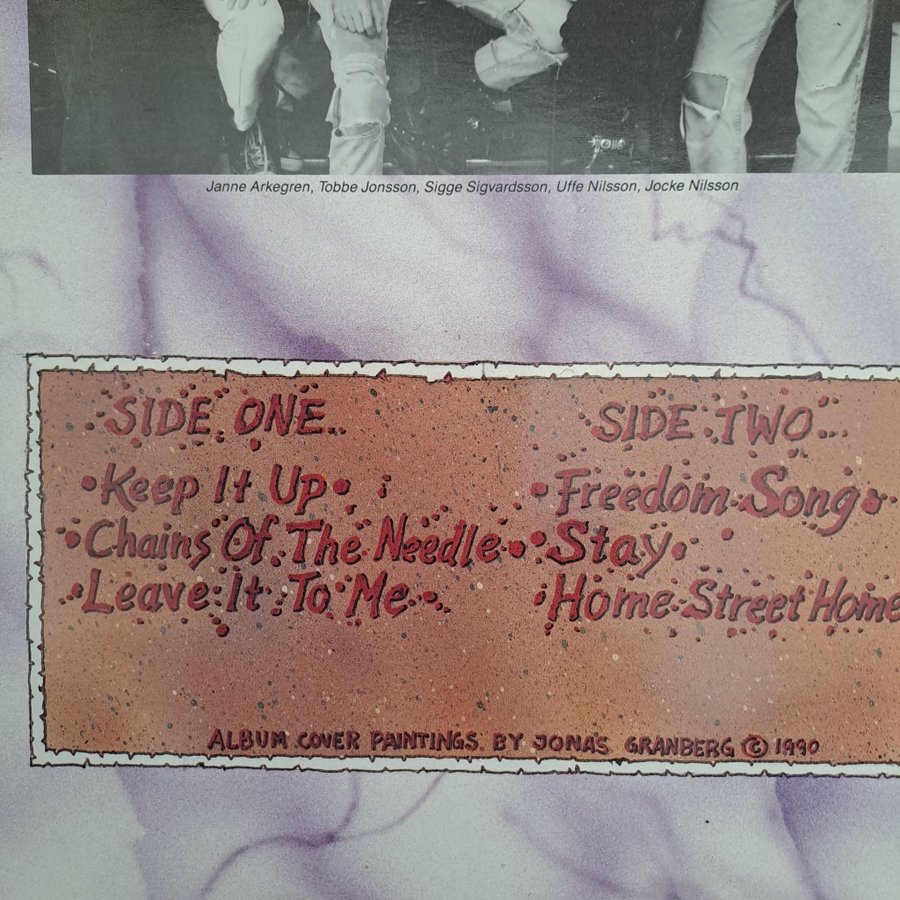 Janne Arkegren, Tobbe Jonsson, Sigge Sigvardsson, Uffe Nilsson, Jocke Nilsson
SIDE ONE
Keep It Up
Chains Of The Needle
Leave It To Me
SIDE TWO
Freedom Song
Stay
Home Street Home
ALBUM COVER PAINTINGS BY JONAS GRANBERG © 1990